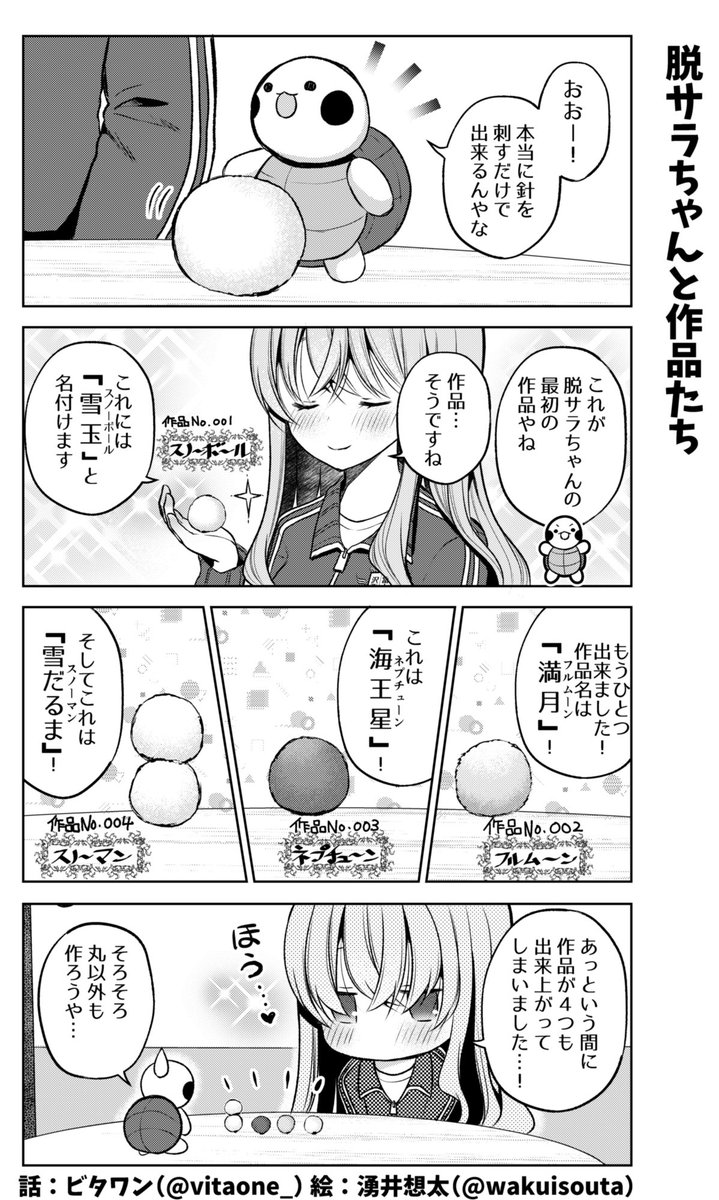 脱サラちゃんと作品たち
おおー!
本当に針を
刺すだけで
出来るんやな
これが
脱サラちゃんの
最初の
作品やね
作品…
そうですね
作品No.001
スノーボール
これには
『雪玉』と
スノーボール
名付けます
もうひとつ
出来ました!
作品名は
『満月』!
フルムーン
作品No.002
フルムーン
これは
『海王星』!
ネプチューン
作品No.003
ネプチューン
そしてこれは
『雪だるま』!
スノーマン
作品No.004
スノーマン
あっという間に
作品が4つも
出来上がって
しまいました…!
ほう…♥
そろそろ
丸以外も
作ろうや…
話:ビタワン(@vitaone_) 絵:湧井想太(@wakuisouta)